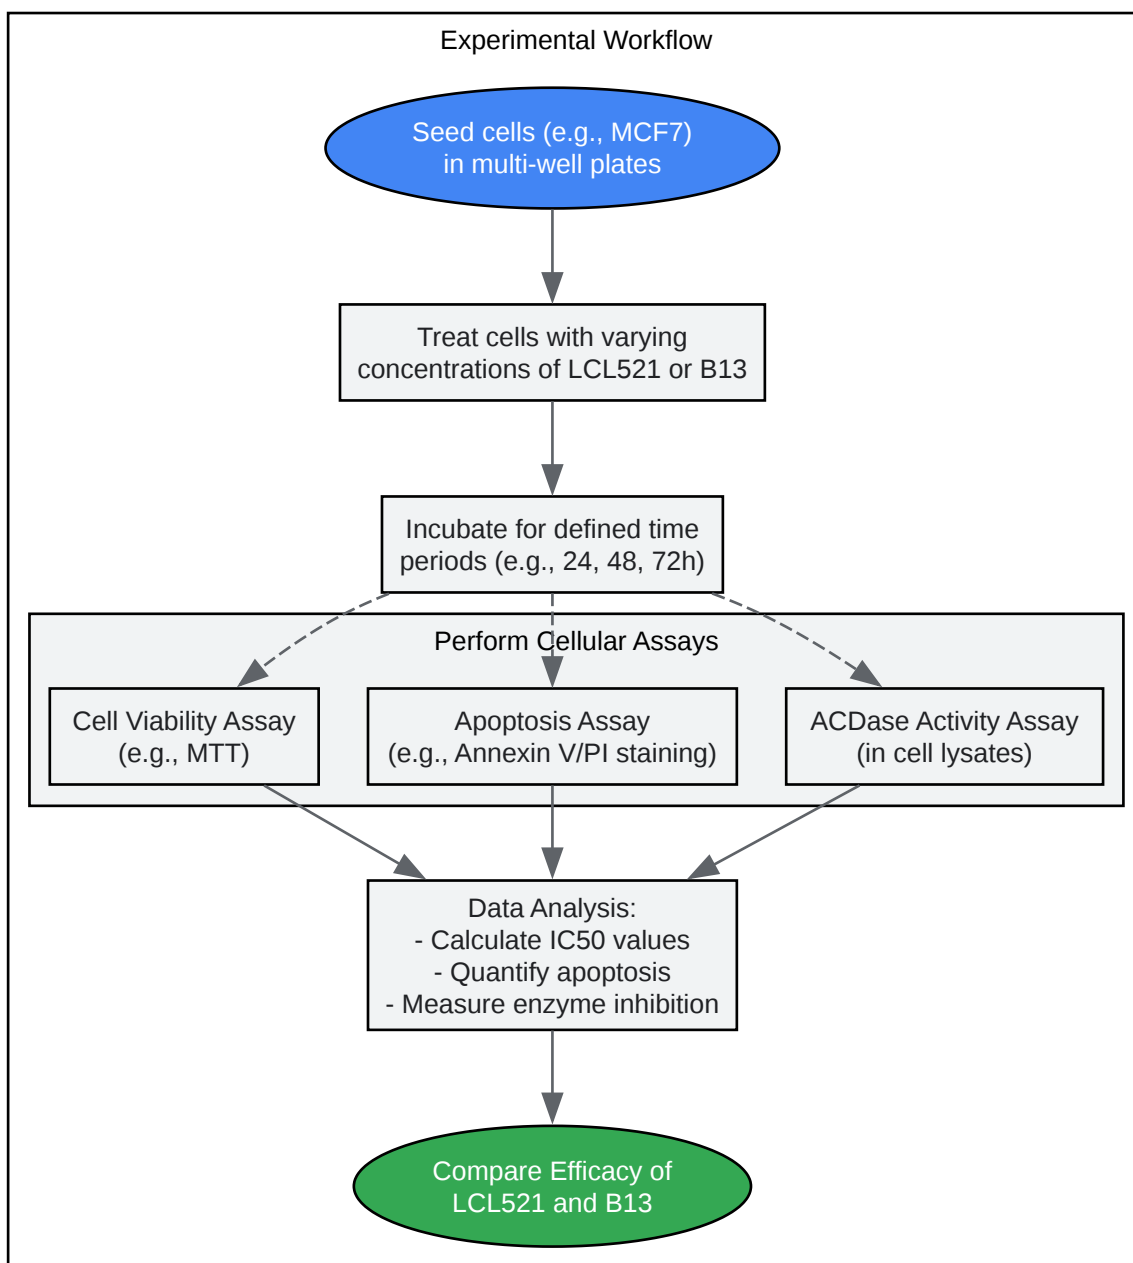 Experimental Workflow
Seed cells (e.g., MCF7)
in multi-well plates
Treat cells with varying
concentrations of LCL521 or B13
Incubate for defined time
periods (e.g., 24, 48, 72h)
Perform Cellular Assays
Cell Viability Assay
(e.g., MTT)
Apoptosis Assay
(e.g., Annexin V/PI staining)
ACDase Activity Assay
(in cell lysates)
Data Analysis:
- Calculate IC50 values
- Quantify apoptosis
- Measure enzyme inhibition
Compare Efficacy of
LCL521 and B13